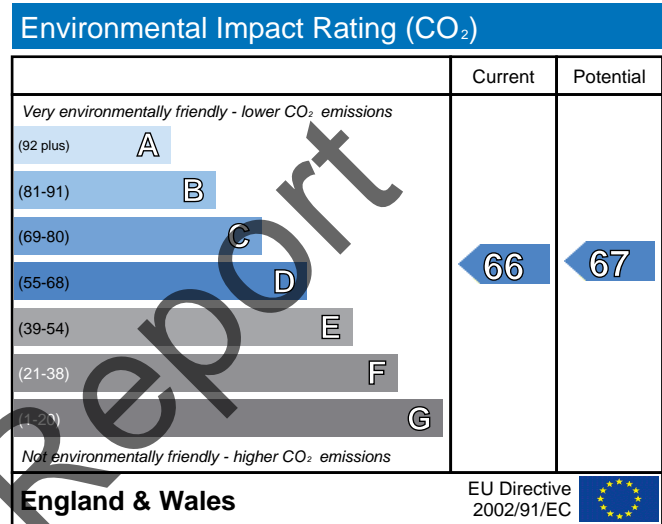 Environmental Impact Rating (CO₂)
Current Potential
Very environmentally friendly - lower CO₂ emissions
(92 plus) A
(81-91) B
(69-80) C
(55-68) D
66 67
(39-54) E
(21-38) F
(1-20) G
Not environmentally friendly - higher CO₂ emissions
England & Wales
EU Directive
2002/91/EC
Report